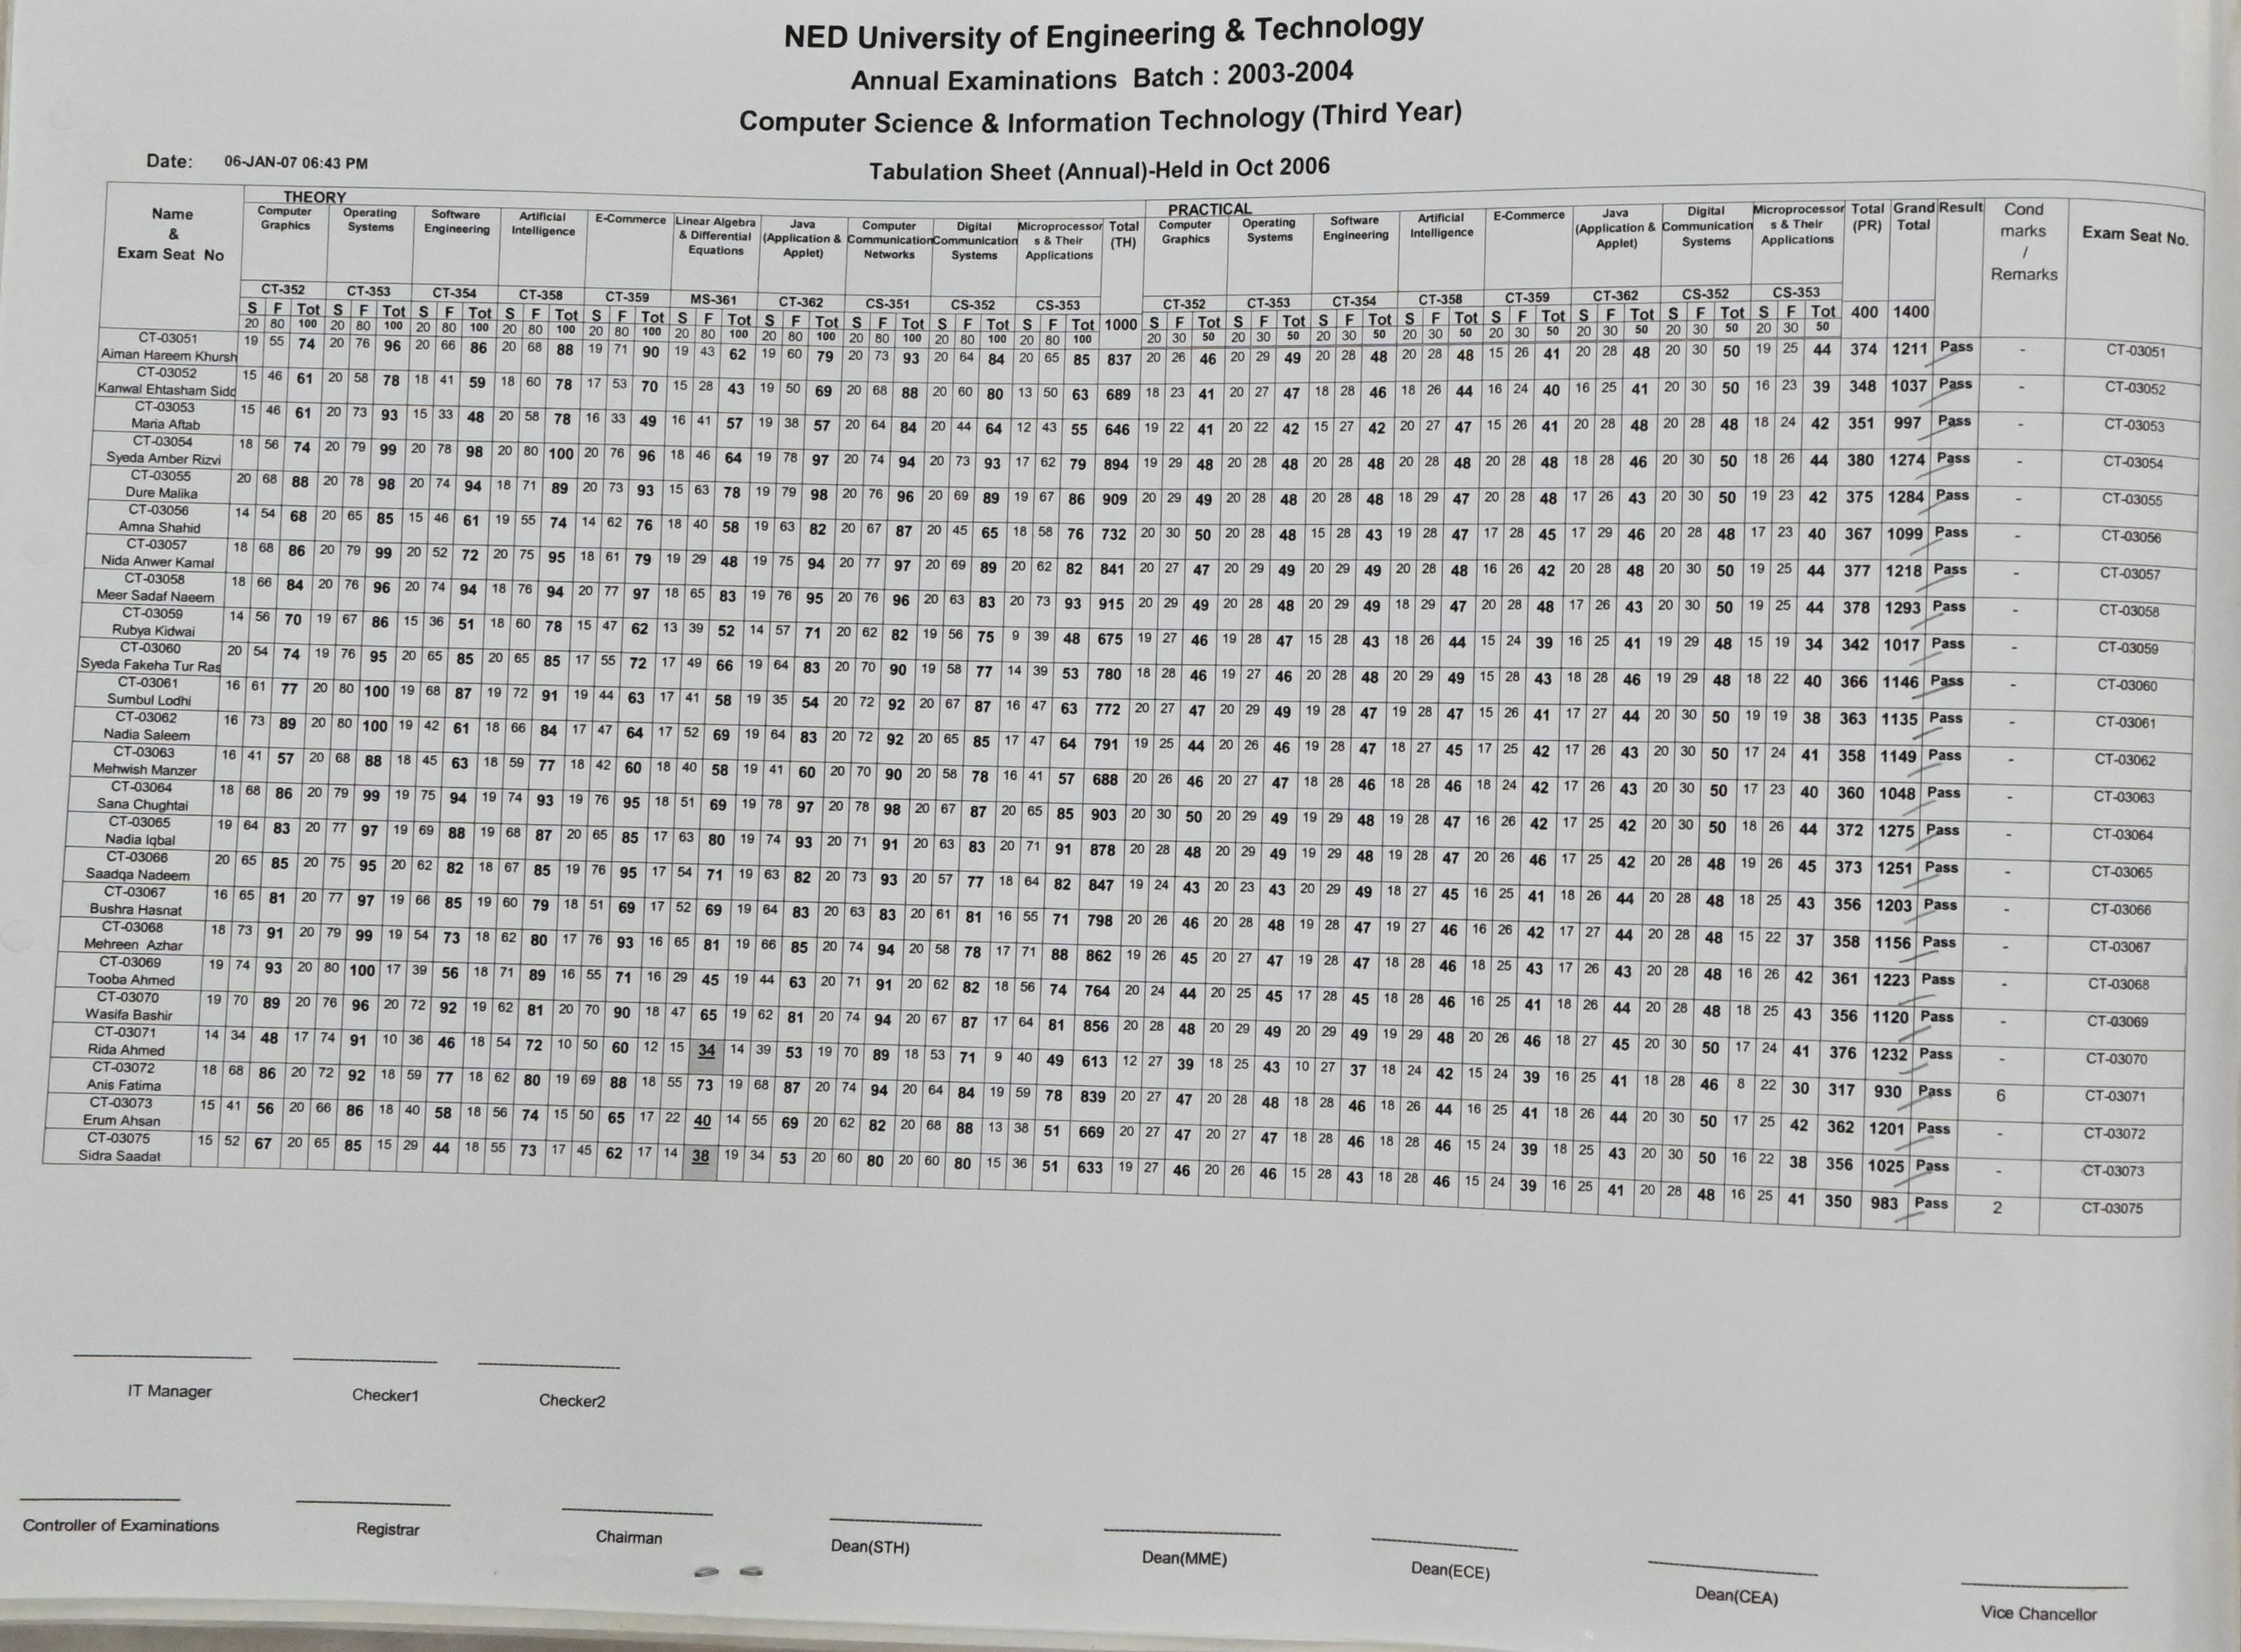 NED University of Engineering & Technology
Annual Examinations Batch : 2003-2004
Computer Science & Information Technology (Third Year)
Date: 06-JAN-07 06:43 PM
Tabulation Sheet (Annual)-Held in Oct 2006
THEORY PRACTICAL
Name & Exam Seat No Computer Graphics Operating Systems Software Engineering Artificial Intelligence E-Commerce Linear Algebra & Differential Equations Java (Application & Applet) Computer Communication Networks Digital Communication Systems Microprocessors & Their Applications Total (TH) Computer Graphics Operating Systems Software Engineering Artificial Intelligence E-Commerce Java (Application & Applet) Digital Communication Systems Microprocessors & Their Applications Total (PR) Grand Total Result Cond marks / Remarks Exam Seat No.
CT-352 CT-353 CT-354 CT-358 CT-359 MS-361 CT-362 CS-351 CS-352 CS-353 CT-352 CT-353 CT-354 CT-358 CT-359 CT-362 CS-352 CS-353
S F Tot S F Tot S F Tot S F Tot S F Tot S F Tot S F Tot S F Tot S F Tot S F Tot 1000 S F Tot S F Tot S F Tot S F Tot S F Tot S F Tot S F Tot S F Tot 400 1400
20 80 100 20 80 100 20 80 100 20 80 100 20 80 100 20 80 100 20 80 100 20 80 100 20 80 100 20 80 100 20 30 50 20 30 50 20 30 50 20 30 50 20 30 50 20 30 50 20 30 50 20 30 50
CT-03051
Aiman Hareem Khursh 19 55 74 20 76 96 20 66 86 20 68 88 19 71 90 19 43 62 19 60 79 20 73 93 20 64 84 20 65 85 837 20 26 46 20 29 49 20 28 48 20 28 48 15 26 41 20 28 48 20 30 50 19 25 44 374 1211 Pass - CT-03051
CT-03052
Kanwal Ehtasham Sidd 15 46 61 20 58 78 18 41 59 18 60 78 17 53 70 15 28 43 19 50 69 20 68 88 20 60 80 13 50 63 689 18 23 41 20 27 47 18 28 46 18 26 44 16 24 40 16 25 41 20 30 50 16 23 39 348 1037 Pass - CT-03052
CT-03053
Maria Aftab 15 46 61 20 73 93 15 33 48 20 58 78 16 33 49 16 41 57 19 38 57 20 64 84 20 44 64 12 43 55 646 19 22 41 20 22 42 15 27 42 20 27 47 15 26 41 20 28 48 20 28 48 18 24 42 351 997 Pass - CT-03053
CT-03054
Syeda Amber Rizvi 18 56 74 20 79 99 20 78 98 20 80 100 20 76 96 18 46 64 19 78 97 20 74 94 20 73 93 17 62 79 894 19 29 48 20 28 48 20 28 48 20 28 48 20 28 48 18 28 46 20 30 50 18 26 44 380 1274 Pass - CT-03054
CT-03055
Dure Malika 20 68 88 20 78 98 20 74 94 18 71 89 20 73 93 15 63 78 19 79 98 20 76 96 20 69 89 19 67 86 909 20 29 49 20 28 48 20 28 48 18 29 47 20 28 48 17 26 43 20 30 50 19 23 42 375 1284 Pass - CT-03055
CT-03056
Amna Shahid 14 54 68 20 65 85 15 46 61 19 55 74 14 62 76 18 40 58 19 63 82 20 67 87 20 45 65 18 58 76 732 20 30 50 20 28 48 15 28 43 19 28 47 17 28 45 17 29 46 20 28 48 17 23 40 367 1099 Pass - CT-03056
CT-03057
Nida Anwer Kamal 18 68 86 20 79 99 20 52 72 20 75 95 18 61 79 19 29 48 19 75 94 20 77 97 20 69 89 20 62 82 841 20 27 47 20 29 49 20 29 49 20 28 48 16 26 42 20 28 48 20 30 50 19 25 44 377 1218 Pass - CT-03057
CT-03058
Meer Sadaf Naeem 18 66 84 20 76 96 20 74 94 18 76 94 20 77 97 18 65 83 19 76 95 20 76 96 20 63 83 20 73 93 915 20 29 49 20 28 48 20 29 49 18 29 47 20 28 48 17 26 43 20 30 50 19 25 44 378 1293 Pass - CT-03058
CT-03059
Rubya Kidwai 14 56 70 19 67 86 15 36 51 18 60 78 15 47 62 13 39 52 14 57 71 20 62 82 19 56 75 9 39 48 675 19 27 46 19 28 47 15 28 43 18 26 44 15 24 39 16 25 41 19 29 48 15 19 34 342 1017 Pass - CT-03059
CT-03060
Syeda Fakeha Tur Ras 20 54 74 19 76 95 20 65 85 20 65 85 17 55 72 17 49 66 19 64 83 20 70 90 19 58 77 14 39 53 780 18 28 46 19 27 46 20 28 48 20 29 49 15 28 43 18 28 46 19 29 48 18 22 40 366 1146 Pass - CT-03060
CT-03061
Sumbul Lodhi 16 61 77 20 80 100 19 68 87 19 72 91 19 44 63 17 41 58 19 35 54 20 72 92 20 67 87 16 47 63 772 20 27 47 20 29 49 19 28 47 19 28 47 15 26 41 17 27 44 20 30 50 19 19 38 363 1135 Pass - CT-03061
CT-03062
Nadia Saleem 16 73 89 20 80 100 19 42 61 18 66 84 17 47 64 17 52 69 19 64 83 20 72 92 20 65 85 17 47 64 791 19 25 44 20 26 46 19 28 47 18 27 45 17 25 42 17 26 43 20 30 50 17 24 41 358 1149 Pass - CT-03062
CT-03063
Mehwish Manzer 16 41 57 20 68 88 18 45 63 18 59 77 18 42 60 18 40 58 19 41 60 20 70 90 20 58 78 16 41 57 688 20 26 46 20 27 47 18 28 46 18 28 46 18 24 42 17 26 43 20 30 50 17 23 40 360 1048 Pass - CT-03063
CT-03064
Sana Chughtai 18 68 86 20 79 99 19 75 94 19 74 93 19 76 95 18 51 69 19 78 97 20 78 98 20 67 87 20 65 85 903 20 30 50 20 29 49 19 29 48 19 28 47 16 26 42 17 25 42 20 30 50 18 26 44 372 1275 Pass - CT-03064
CT-03065
Nadia Iqbal 19 64 83 20 77 97 19 69 88 19 68 87 20 65 85 17 63 80 19 74 93 20 71 91 20 63 83 20 71 91 878 20 28 48 20 29 49 19 29 48 19 28 47 20 26 46 17 25 42 20 28 48 19 26 45 373 1251 Pass - CT-03065
CT-03066
Saadqa Nadeem 20 65 85 20 75 95 20 62 82 18 67 85 19 76 95 17 54 71 19 63 82 20 73 93 20 57 77 18 64 82 847 19 24 43 20 23 43 20 29 49 18 27 45 16 25 41 18 26 44 20 28 48 18 25 43 356 1203 Pass - CT-03066
CT-03067
Bushra Hasnat 16 65 81 20 77 97 19 66 85 19 60 79 18 51 69 17 52 69 19 64 83 20 63 83 20 61 81 16 55 71 798 20 26 46 20 28 48 19 28 47 19 27 46 16 26 42 17 27 44 20 28 48 15 22 37 358 1156 Pass - CT-03067
CT-03068
Mehreen Azhar 18 73 91 20 79 99 19 54 73 18 62 80 17 76 93 16 65 81 19 66 85 20 74 94 20 58 78 17 71 88 862 19 26 45 20 27 47 19 28 47 18 28 46 18 25 43 17 26 43 20 28 48 16 26 42 361 1223 Pass - CT-03068
CT-03069
Tooba Ahmed 19 74 93 20 80 100 17 39 56 18 71 89 16 55 71 16 29 45 19 44 63 20 71 91 20 62 82 18 56 74 764 20 24 44 20 25 45 17 28 45 18 28 46 16 25 41 18 26 44 20 28 48 18 25 43 356 1120 Pass - CT-03069
CT-03070
Wasifa Bashir 19 70 89 20 76 96 20 72 92 19 62 81 20 70 90 18 47 65 19 62 81 20 74 94 20 67 87 17 64 81 856 20 28 48 20 29 49 20 29 49 19 29 48 20 26 46 18 27 45 20 30 50 17 24 41 376 1232 Pass - CT-03070
CT-03071
Rida Ahmed 14 34 48 17 74 91 10 36 46 18 54 72 10 50 60 12 15 34 14 39 53 19 70 89 18 53 71 9 40 49 613 12 27 39 18 25 43 10 27 37 18 24 42 15 24 39 16 25 41 18 28 46 8 22 30 317 930 Pass 6 CT-03071
CT-03072
Anis Fatima 18 68 86 20 72 92 18 59 77 18 62 80 19 69 88 18 55 73 19 68 87 20 74 94 20 64 84 19 59 78 839 20 27 47 20 28 48 18 28 46 18 26 44 16 25 41 18 26 44 20 30 50 17 25 42 362 1201 Pass - CT-03072
CT-03073
Erum Ahsan 15 41 56 20 66 86 18 40 58 18 56 74 15 50 65 17 22 40 14 55 69 20 62 82 20 68 88 13 38 51 669 20 27 47 20 27 47 18 28 46 18 28 46 15 24 39 18 25 43 20 30 50 16 22 38 356 1025 Pass - CT-03073
CT-03075
Sidra Saadat 15 52 67 20 65 85 15 29 44 18 55 73 17 45 62 17 14 38 19 34 53 20 60 80 20 60 80 15 36 51 633 19 27 46 20 26 46 15 28 43 18 28 46 15 24 39 16 25 41 20 28 48 16 25 41 350 983 Pass 2 CT-03075
IT Manager Checker1 Checker2
Controller of Examinations Registrar Chairman Dean(STH) Dean(MME) Dean(ECE) Dean(CEA) Vice Chancellor